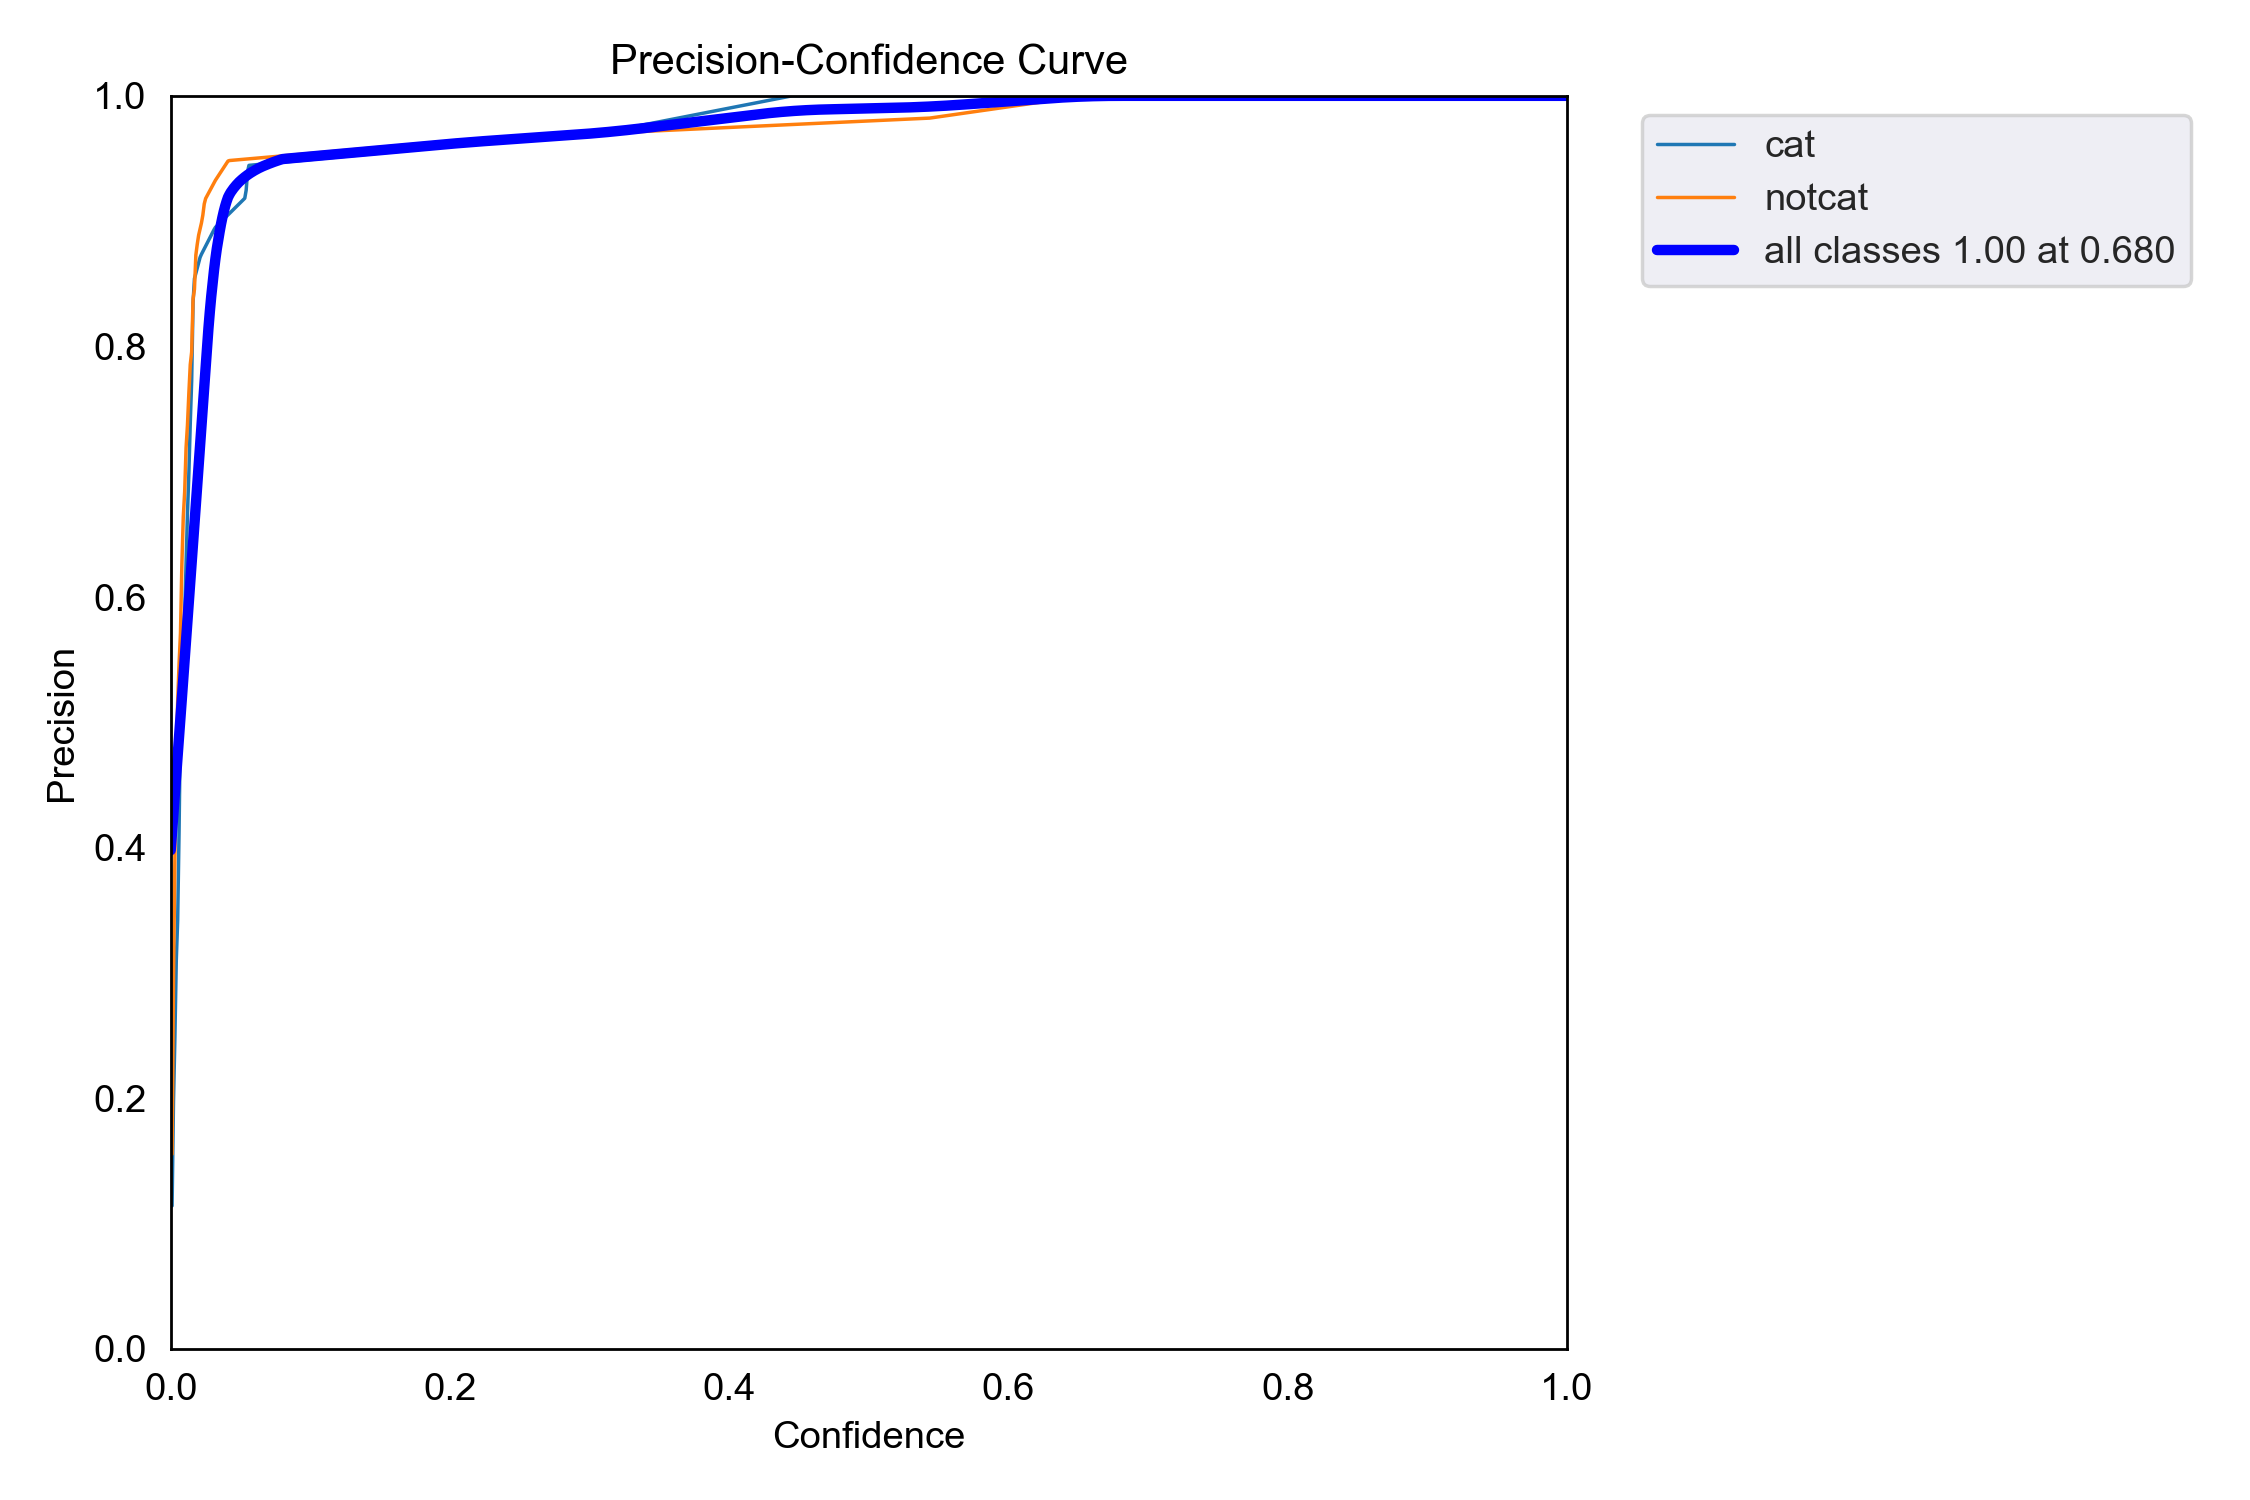 Precision-Confidence Curve
1.0
0.8
0.6
0.4
0.2
0.0
Precision
0.0 0.2 0.4 0.6 0.8 1.0
Confidence
cat
notcat
all classes 1.00 at 0.680